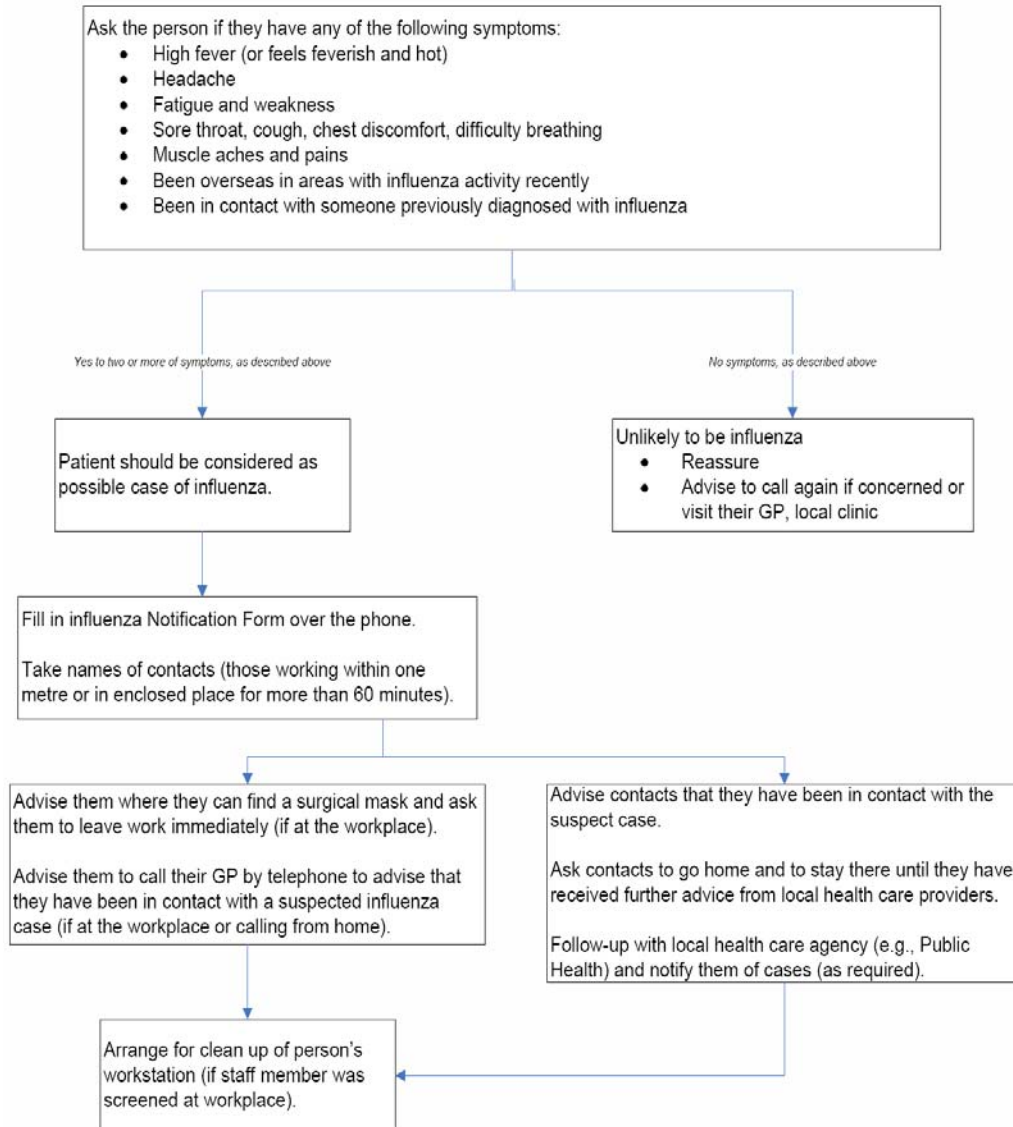 Ask the person if they have any of the following symptoms:
• High fever (or feels feverish and hot)
• Headache
• Fatigue and weakness
• Sore throat, cough, chest discomfort, difficulty breathing
• Muscle aches and pains
• Been overseas in areas with influenza activity recently
• Been in contact with someone previously diagnosed with influenza
Yes to two or more of symptoms, as described above
No symptoms, as described above
Patient should be considered as
possible case of influenza.
Unlikely to be influenza
• Reassure
• Advise to call again if concerned or
visit their GP, local clinic
Fill in influenza Notification Form over the phone.
Take names of contacts (those working within one
metre or in enclosed place for more than 60 minutes).
Advise them where they can find a surgical mask and ask
them to leave work immediately (if at the workplace).
Advise them to call their GP by telephone to advise that
they have been in contact with a suspected influenza
case (if at the workplace or calling from home).
Advise contacts that they have been in contact with the
suspect case.
Ask contacts to go home and to stay there until they have
received further advice from local health care providers.
Follow-up with local health care agency (e.g., Public
Health) and notify them of cases (as required).
Arrange for clean up of person's
workstation (if staff member was
screened at workplace).